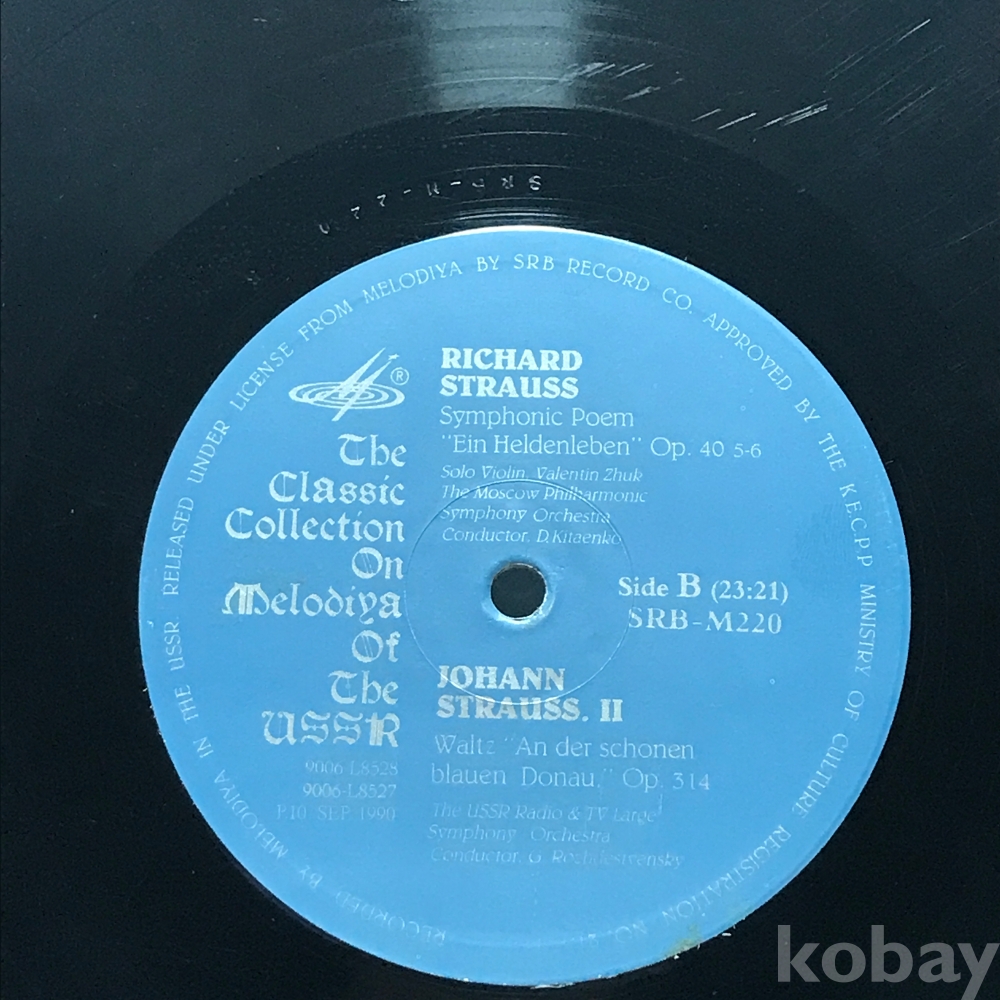 SRB-M-22
RECORDED BY MELODIYA IN THE USSR RELEASED UNDER LICENSE FROM MELODIYA BY SRB RECORD CO. APPROVED BY THE K.E.C.P.P MINISTRY OF CULTURE REGISTRATION NO.
®
The
Classic
Collection
On
Melodiya
Of
The
USSR
9006-L8528
9006-L8527
P.10. SEP. 1990
RICHARD
STRAUSS
Symphonic Poem
"Ein Heldenleben" Op. 40 5-6
Solo Violin. Valentin Zhuk
The Moscow Philharmonic
Symphony Orchestra
Conductor. D.Kitaenko
Side B (23:21)
SRB-M220
JOHANN
STRAUSS. II
Waltz "An der schonen
blauen Donau," Op. 314
The USSR Radio & TV Large
Symphony Orchestra
Conductor. G. Rozhdestvensky
kobay